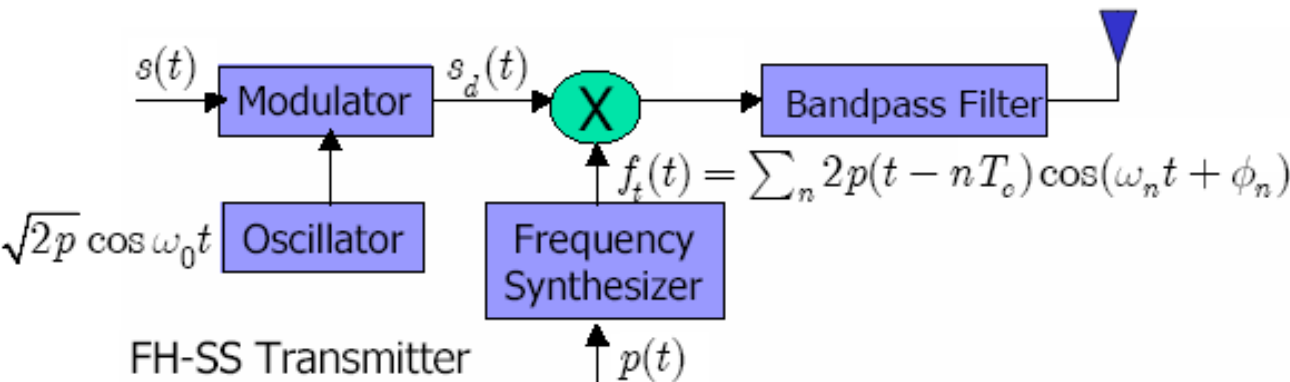 s(t)
Modulator
s_d(t)
X
Bandpass Filter
f_t(t) = ∑_n 2p(t − nT_c) cos(ω_n t + ϕ_n)
√2p cos ω_0 t
Oscillator
Frequency
Synthesizer
FH-SS Transmitter
p(t)